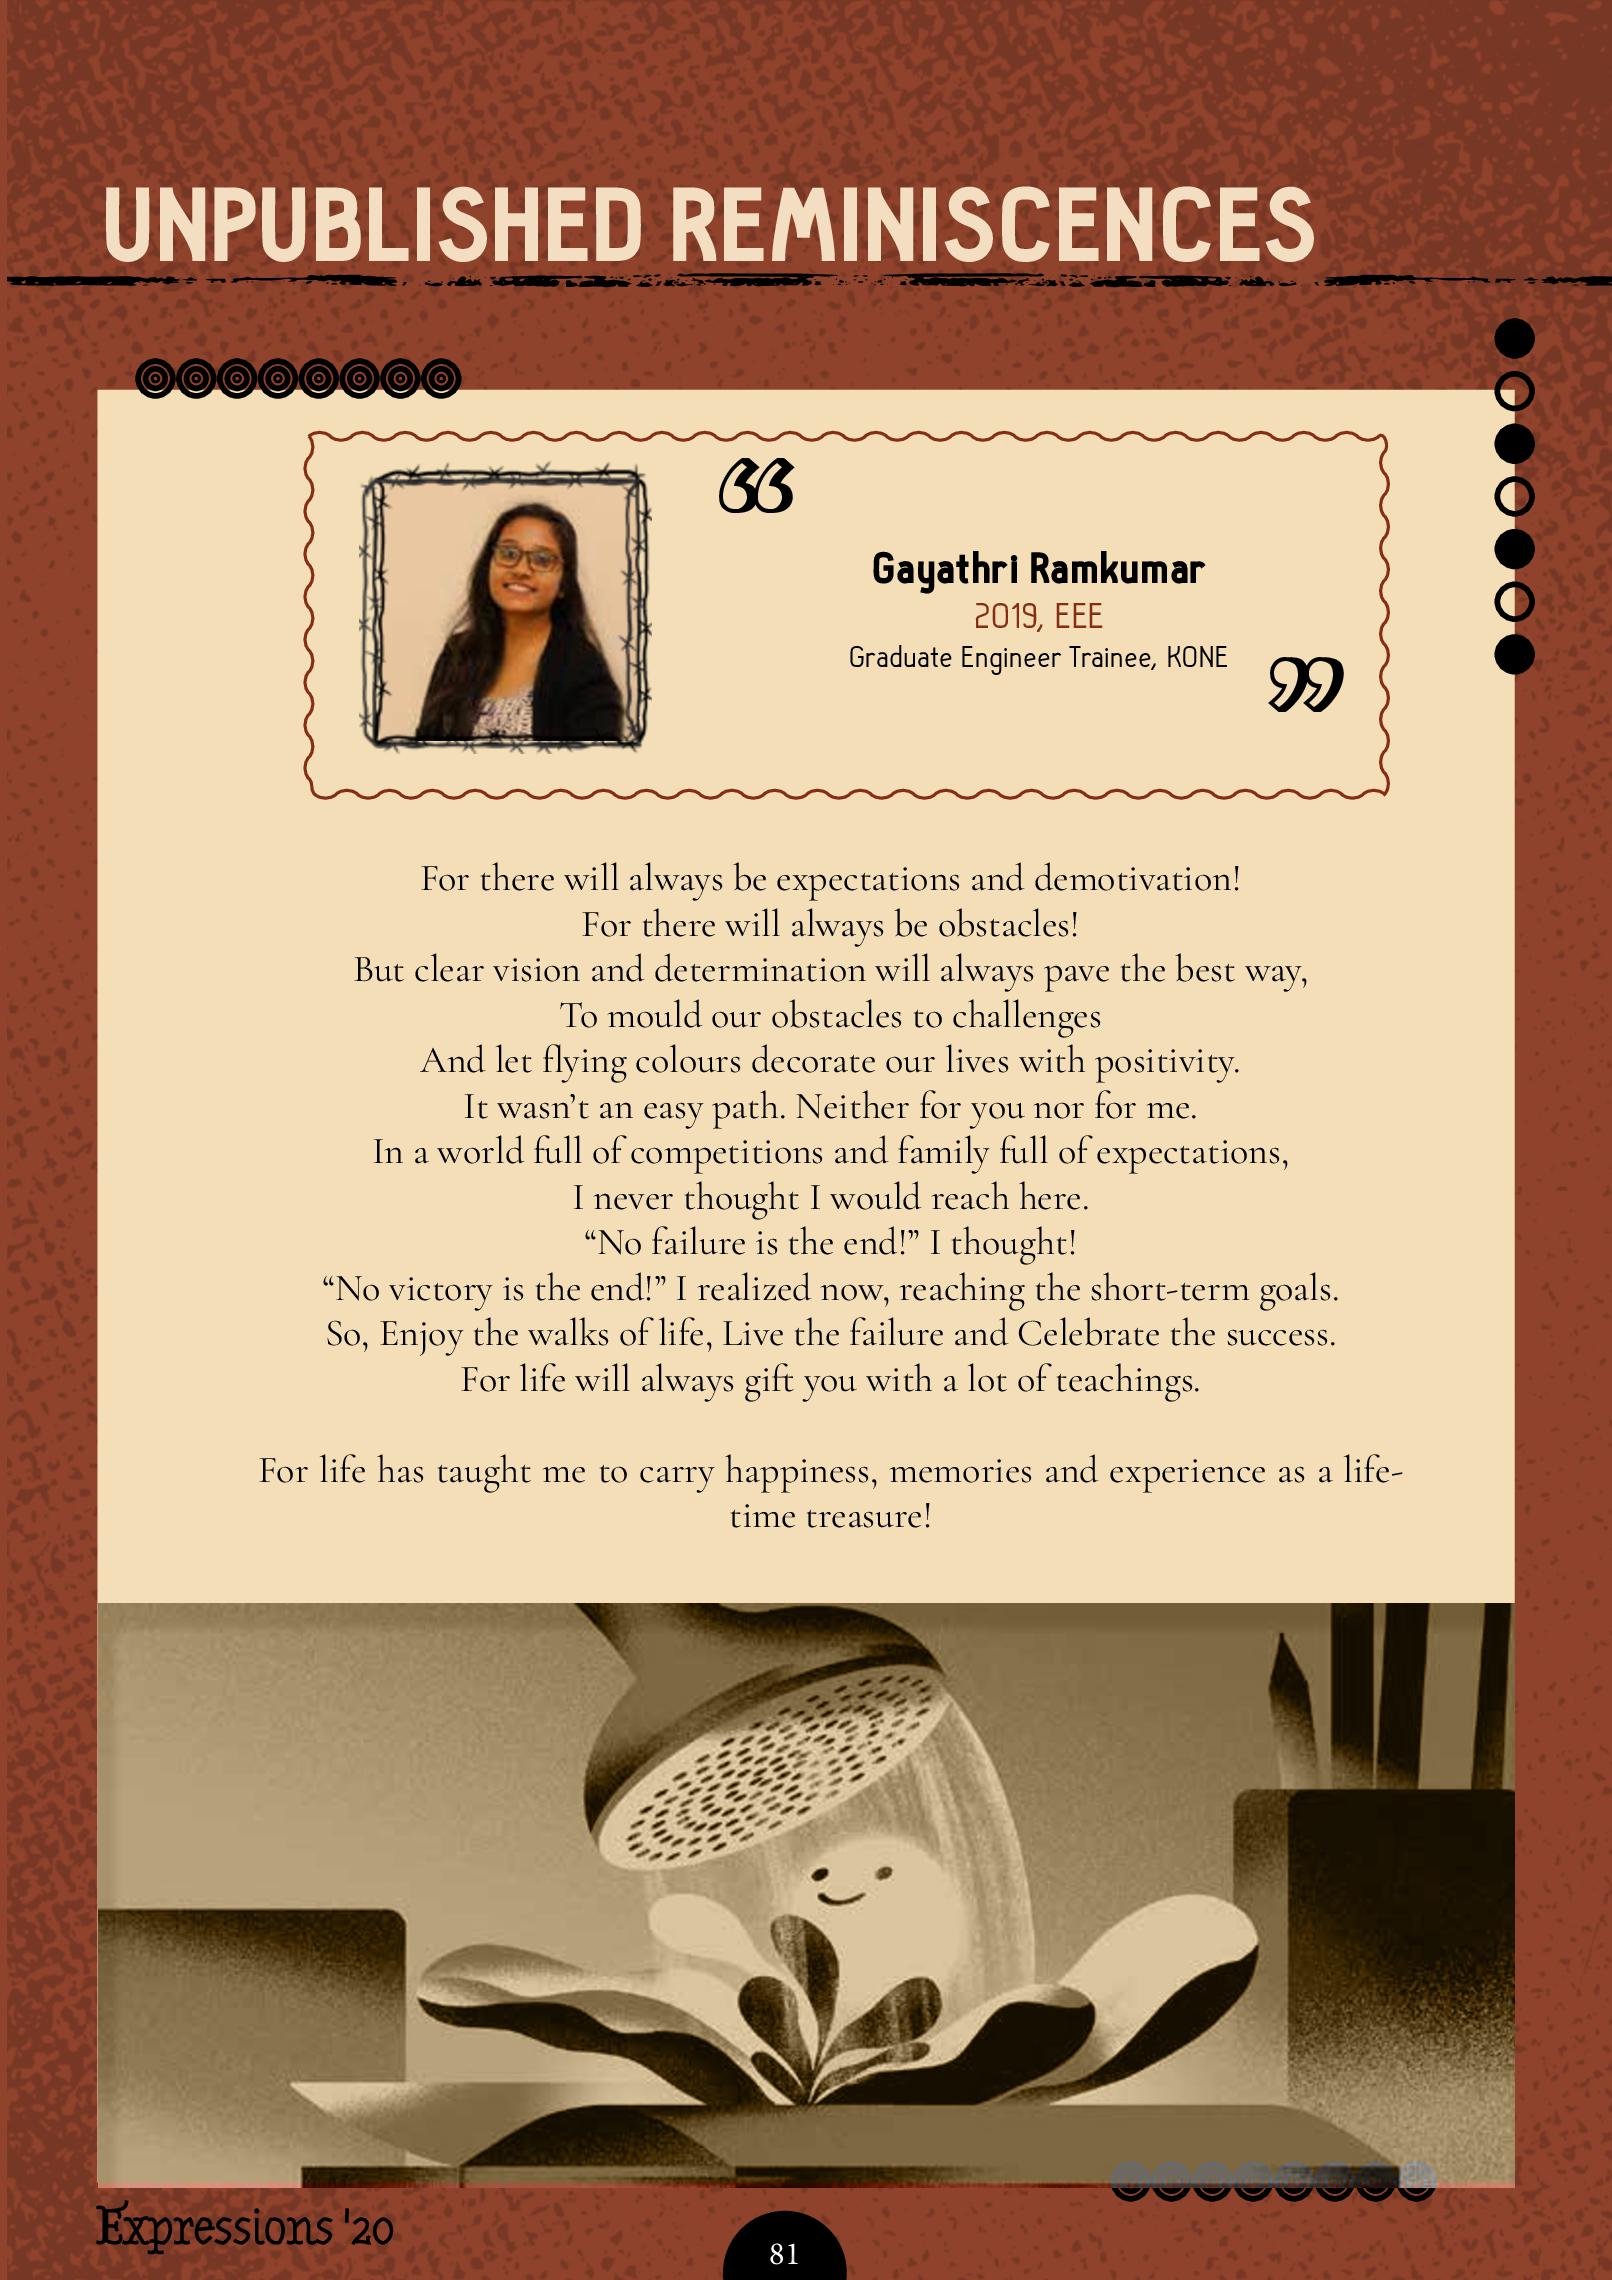 UNPUBLISHED REMINISCENCES
“
Gayathri Ramkumar
2019, EEE
Graduate Engineer Trainee, KONE
”
For there will always be expectations and demotivation!
For there will always be obstacles!
But clear vision and determination will always pave the best way,
To mould our obstacles to challenges
And let flying colours decorate our lives with positivity.
It wasn’t an easy path. Neither for you nor for me.
In a world full of competitions and family full of expectations,
I never thought I would reach here.
“No failure is the end!” I thought!
“No victory is the end!” I realized now, reaching the short-term goals.
So, Enjoy the walks of life, Live the failure and Celebrate the success.
For life will always gift you with a lot of teachings.
For life has taught me to carry happiness, memories and experience as a life-
time treasure!
Expressions '20
81